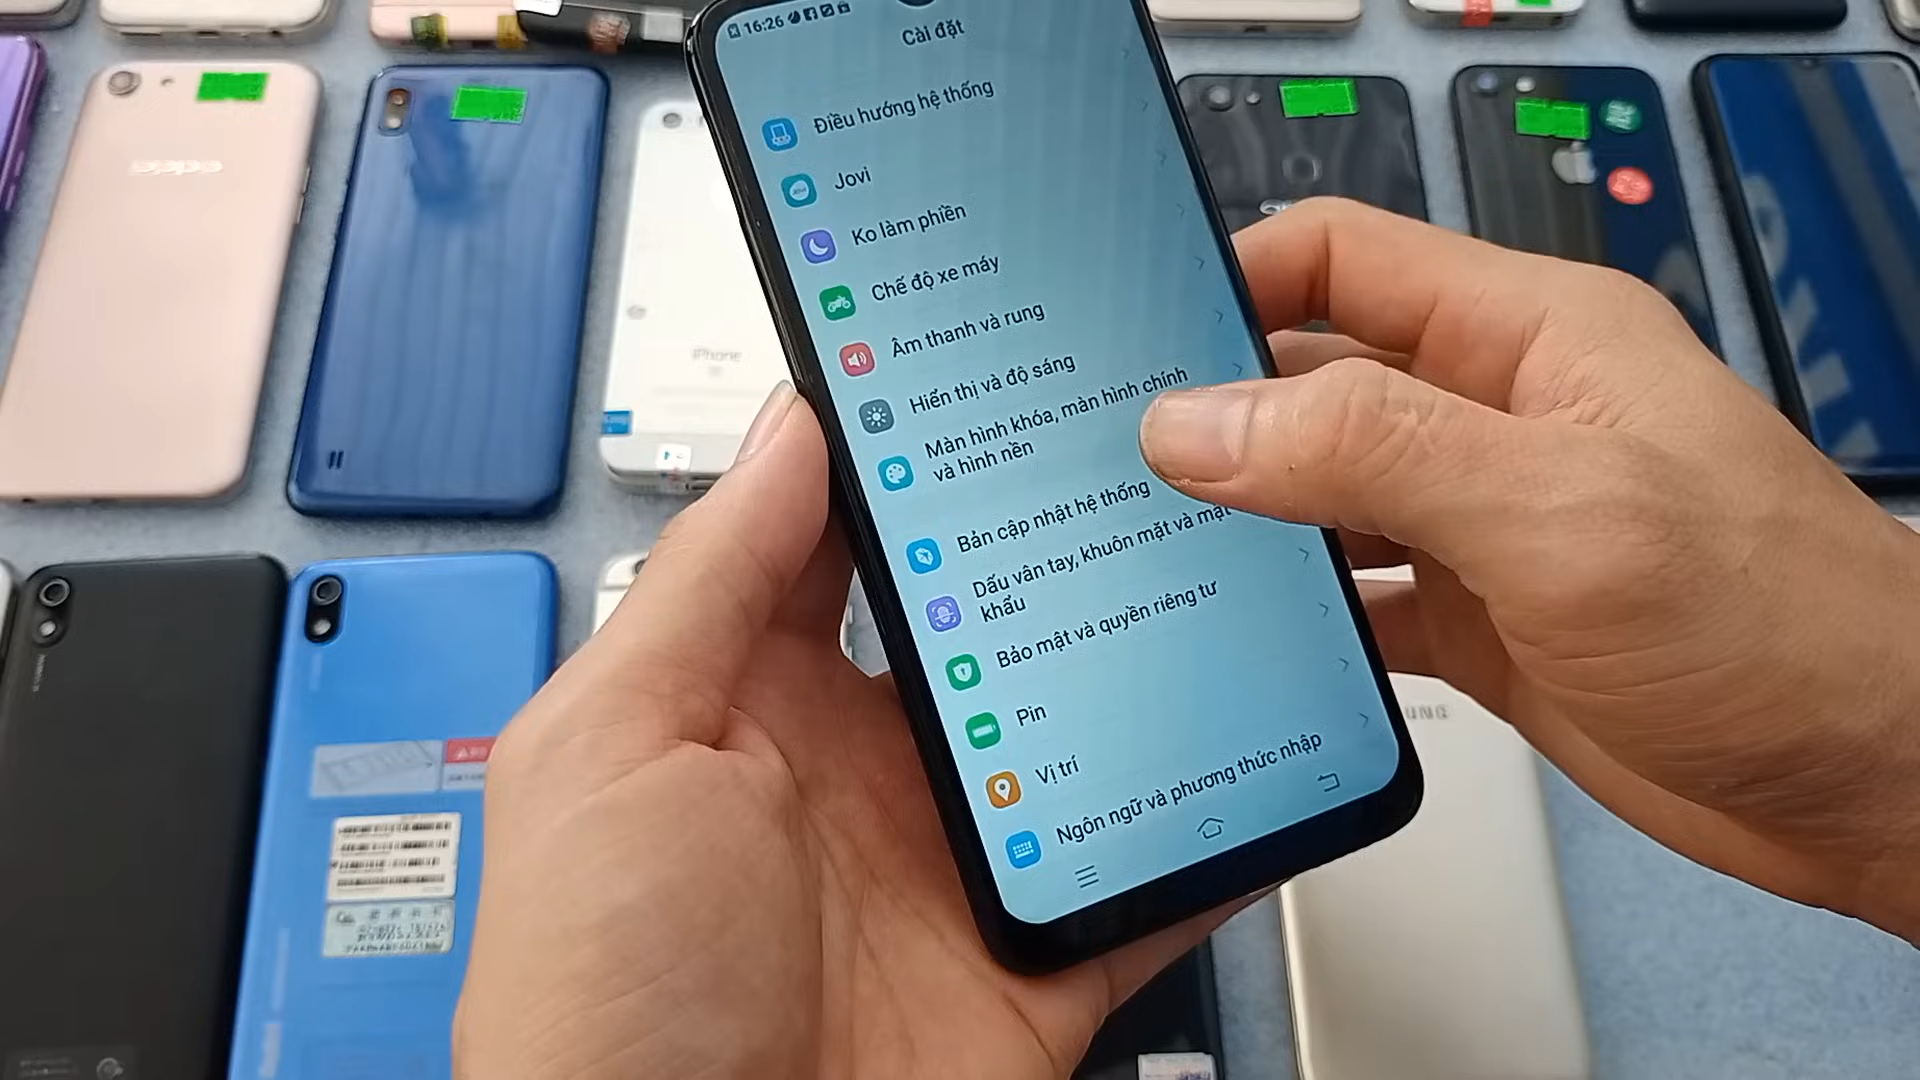 16:26
Cài đặt
Điều hướng hệ thống
Jovi
Ko làm phiền
Chế độ xe máy
Âm thanh và rung
Hiển thị và độ sáng
Màn hình khóa, màn hình chính
và hình nền
Bản cập nhật hệ thống
Dấu vân tay, khuôn mặt và mật
khẩu
Bảo mật và quyền riêng tư
Pin
Vị trí
Ngôn ngữ và phương thức nhập
oppo
iPhone
UNG